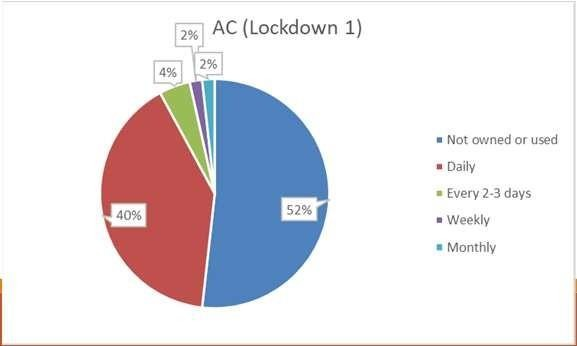 AC (Lockdown 1)
2%
2%
4%
52%
40%
Not owned or used
Daily
Every 2-3 days
Weekly
Monthly